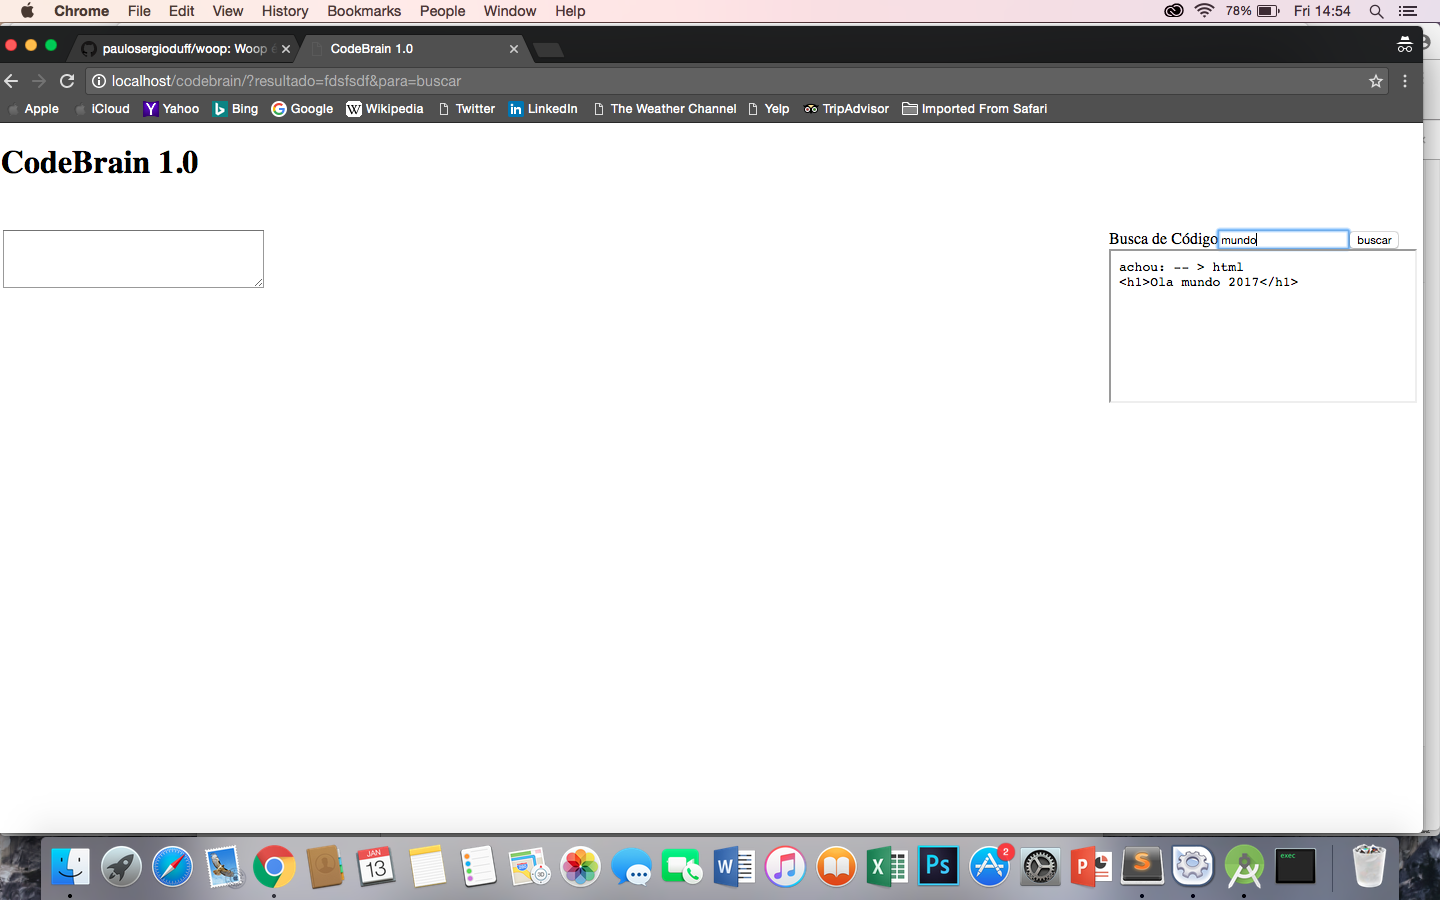 Chrome File Edit View History Bookmarks People Window Help 78% Fri 14:54
paulosergioduff/woop: Woop CodeBrain 1.0
localhost/codebrain/?resultado=fdsfsdf&para=buscar
Apple iCloud Yahoo Bing Google Wikipedia Twitter LinkedIn The Weather Channel Yelp TripAdvisor Imported From Safari
CodeBrain 1.0
Busca de Código mundo buscar
achou: -- > html
<h1>Ola mundo 2017</h1>
JAN
13
2
exec